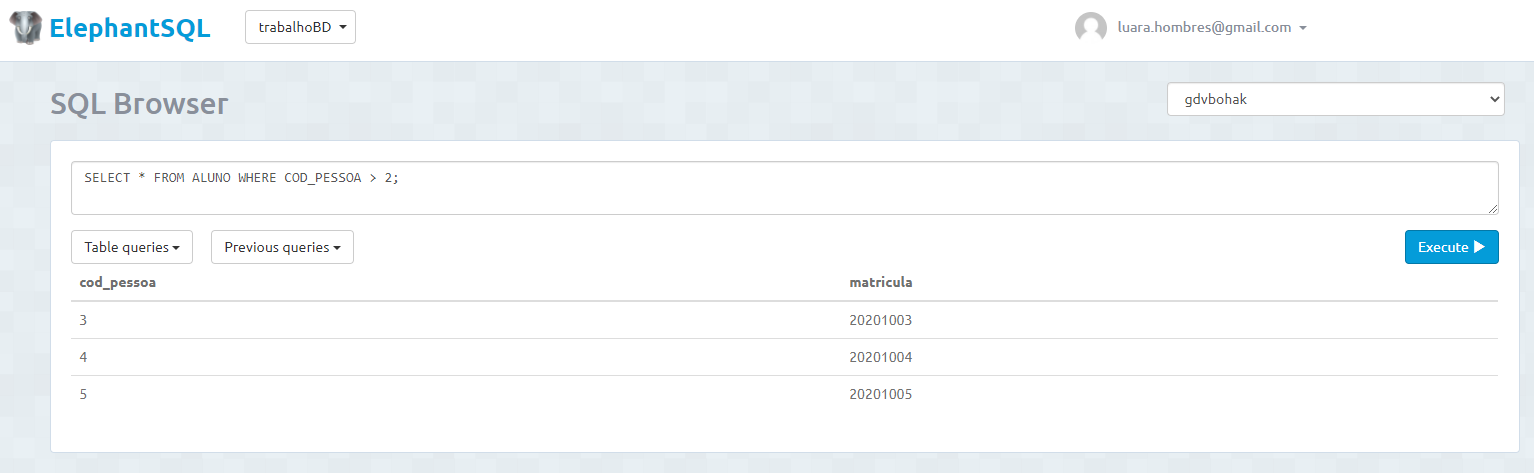 ElephantSQL trabalhoBD luara.hombres@gmail.com
SQL Browser gdvbohak
SELECT * FROM ALUNO WHERE COD_PESSOA > 2;
Table queries Previous queries Execute
cod_pessoa matricula
3 20201003
4 20201004
5 20201005